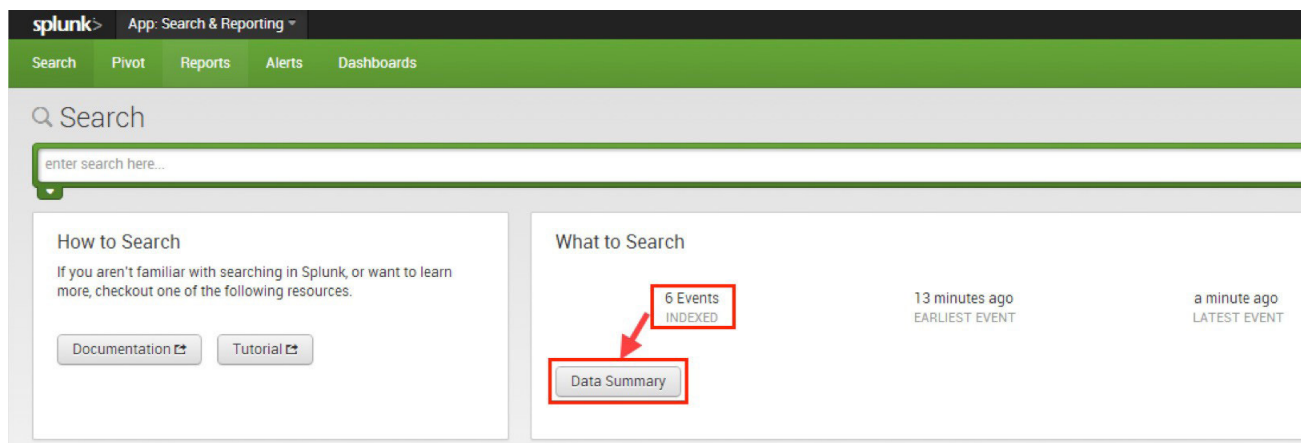 splunk> App: Search & Reporting
Search Pivot Reports Alerts Dashboards
Search
enter search here...
How to Search
If you aren't familiar with searching in Splunk, or want to learn
more, checkout one of the following resources.
Documentation Tutorial
What to Search
6 Events 13 minutes ago a minute ago
INDEXED EARLIEST EVENT LATEST EVENT
Data Summary